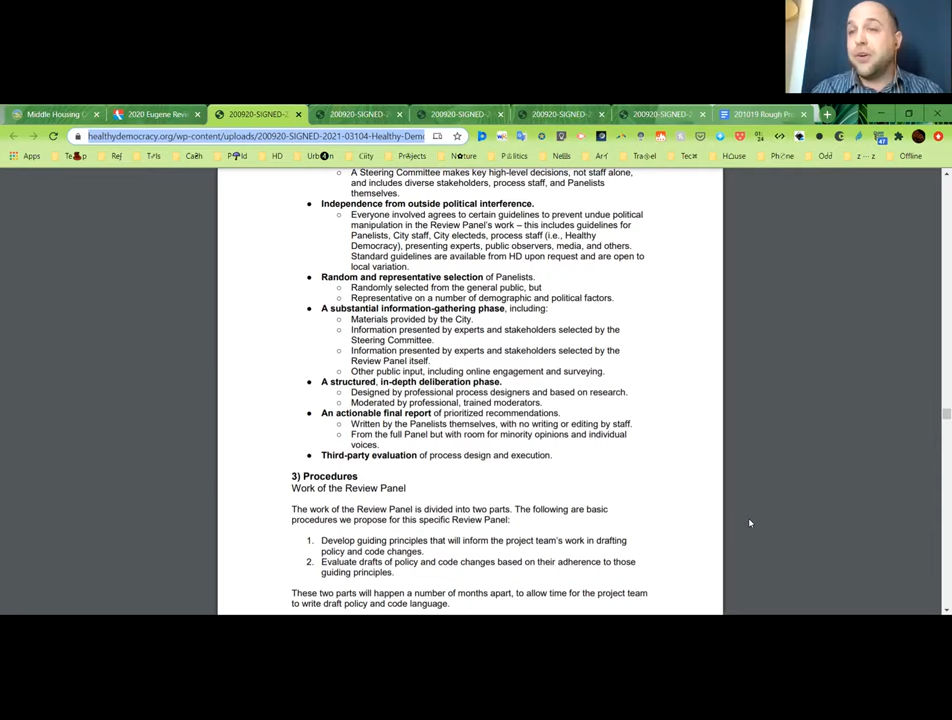 Middle Housing C
2020 Eugene Revi
200920-SIGNED-2
200920-SIGNED-2
200920-SIGNED-2
200920-SIGNED-2
200920-SIGNED-2
201019 Rough Pr
healthydemocracy.org/wp-content/uploads/200920-SIGNED-2021-03104-Healthy-Demo
Apps
Ref
HD
City
Projects
Nature
Politics
News
Art
Travel
Tech
House
Phone
Odd
z ... z
Offline
○ A Steering Committee makes key high-level decisions, not staff alone,
and includes diverse stakeholders, process staff, and Panelists
themselves.
● Independence from outside political interference.
○ Everyone involved agrees to certain guidelines to prevent undue political
manipulation in the Review Panel's work – this includes guidelines for
Panelists, City staff, City electeds, process staff (i.e., Healthy
Democracy), presenting experts, public observers, media, and others.
Standard guidelines are available from HD upon request and are open to
local variation.
● Random and representative selection of Panelists.
○ Randomly selected from the general public, but
○ Representative on a number of demographic and political factors.
● A substantial information-gathering phase, including:
○ Materials provided by the City.
○ Information presented by experts and stakeholders selected by the
Steering Committee.
○ Information presented by experts and stakeholders selected by the
Review Panel itself.
○ Other public input, including online engagement and surveying.
● A structured, in-depth deliberation phase.
○ Designed by professional process designers and based on research.
○ Moderated by professional, trained moderators.
● An actionable final report of prioritized recommendations.
○ Written by the Panelists themselves, with no writing or editing by staff.
○ From the full Panel but with room for minority opinions and individual
voices.
● Third-party evaluation of process design and execution.
3) Procedures
Work of the Review Panel
The work of the Review Panel is divided into two parts. The following are basic
procedures we propose for this specific Review Panel:
1. Develop guiding principles that will inform the project team's work in drafting
policy and code changes.
2. Evaluate drafts of policy and code changes based on their adherence to those
guiding principles.
These two parts will happen a number of months apart, to allow time for the project team
to write draft policy and code language.